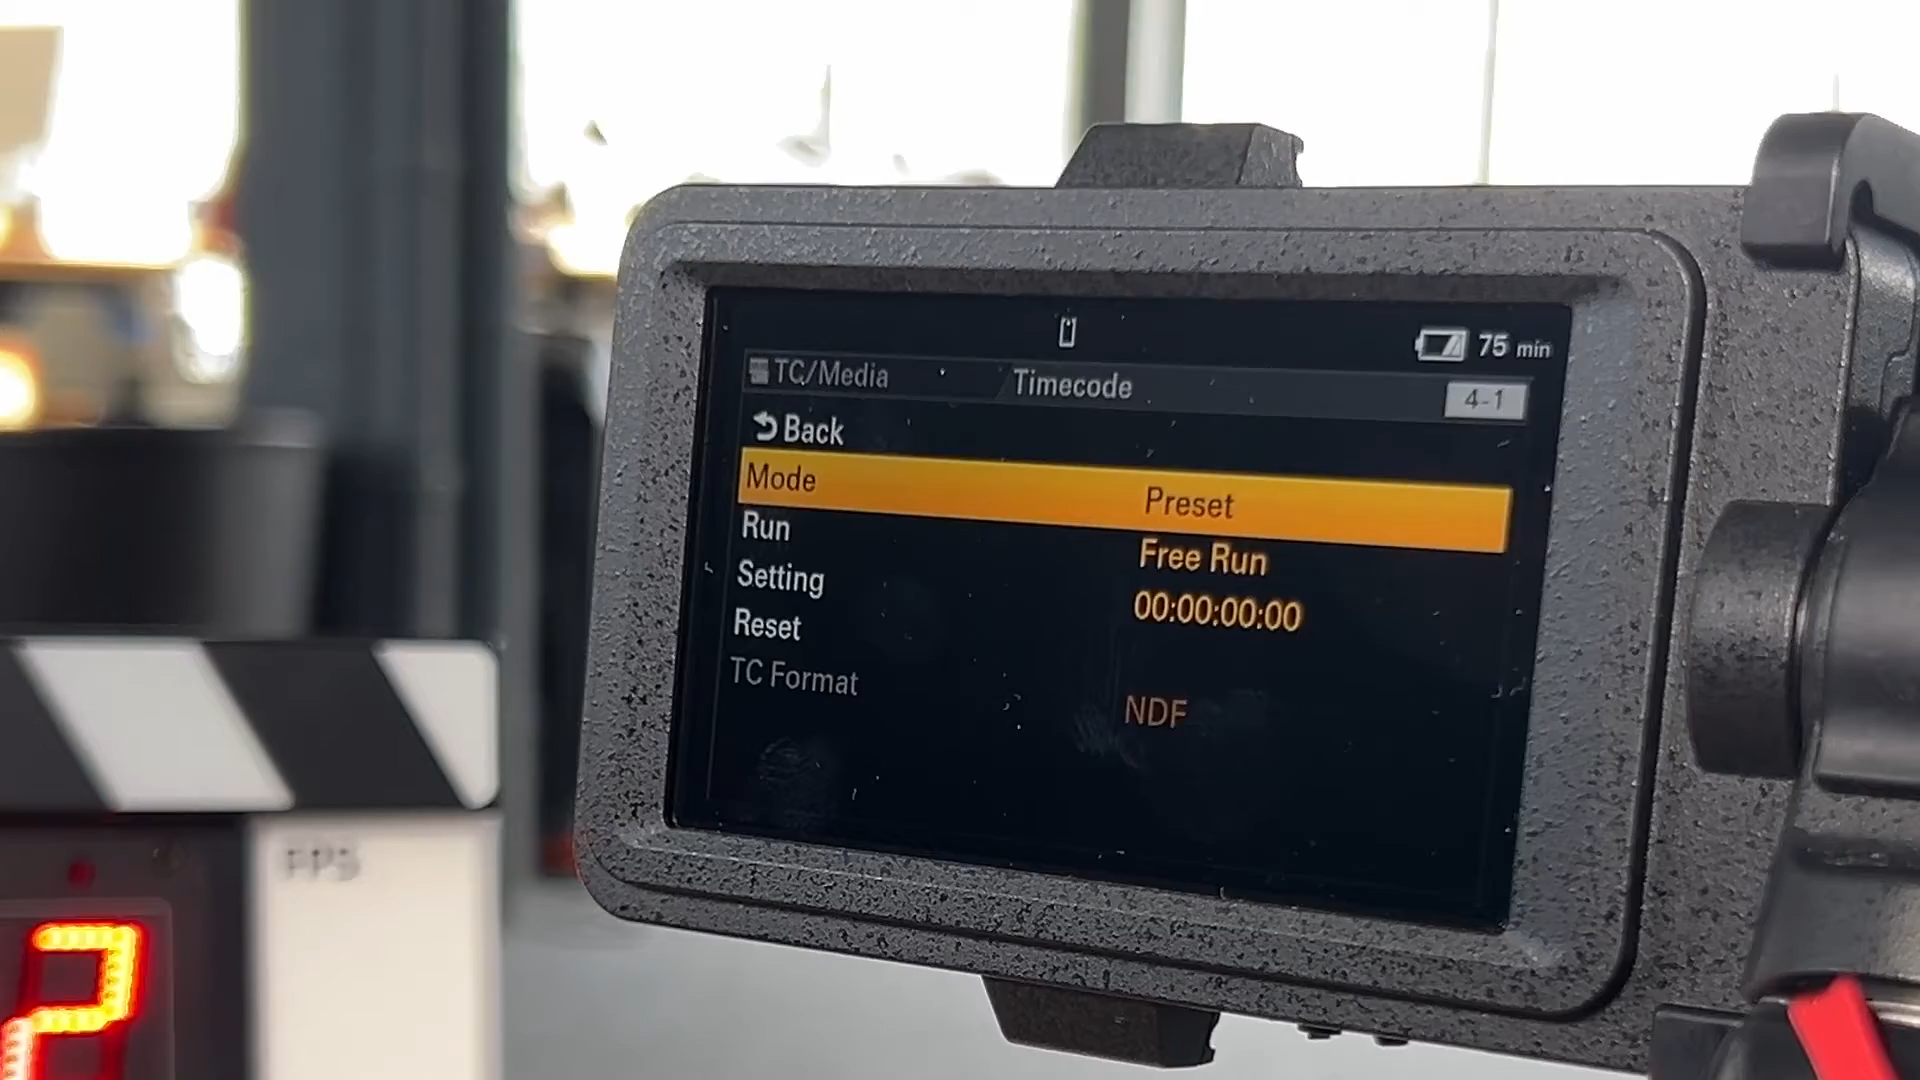 75 min
TC/Media Timecode 4-1
Back
Mode Preset
Run Free Run
Setting 00:00:00:00
Reset
TC Format NDF
FPS
2